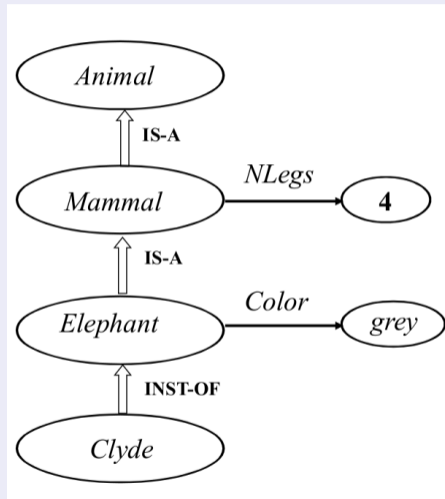 Animal
IS-A
NLegs
Mammal
4
IS-A
Color
Elephant
grey
INST-OF
Clyde